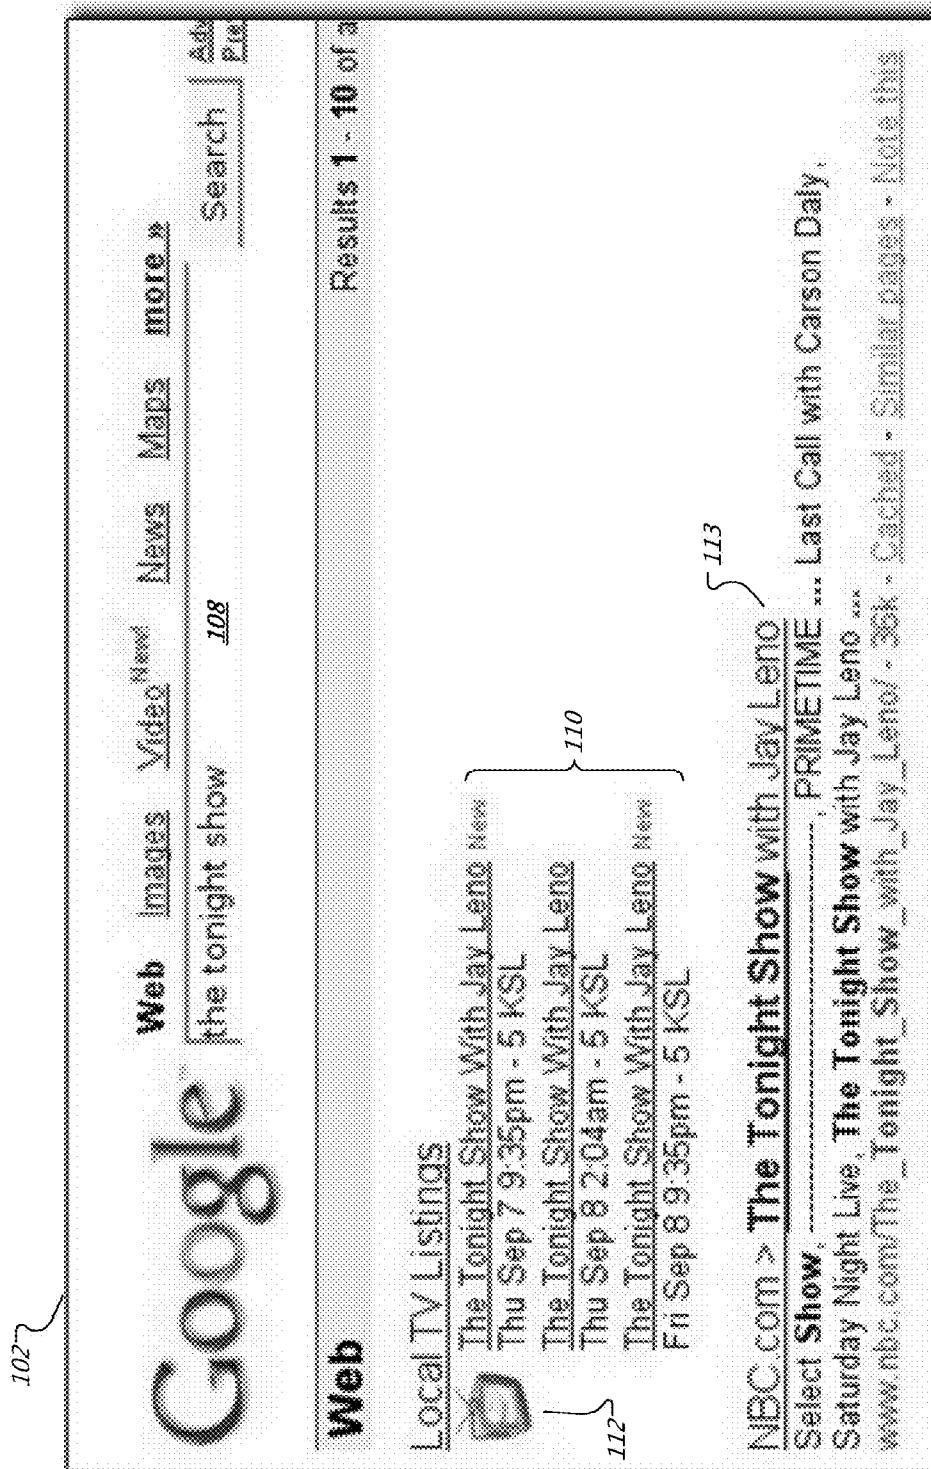 102
Web Images Video New! News Maps more »
Google
the tonight show 108 Search
Web Results 1 - 10 of a
Local TV Listings
The Tonight Show With Jay Leno New
Thu Sep 7 9:35pm - 5 KSL
The Tonight Show With Jay Leno
Thu Sep 8 2:04am - 5 KSL
The Tonight Show With Jay Leno New
Fri Sep 8 9:35pm - 5 KSL
110
112
113
NBC.com > The Tonight Show with Jay Leno
Select Show, ----------------------, PRIMETIME ... Last Call with Carson Daly,
Saturday Night Live, The Tonight Show with Jay Leno ...
www.nbc.com/The_Tonight_Show_with_Jay_Leno/ - 36k - Cached - Similar pages - Note this